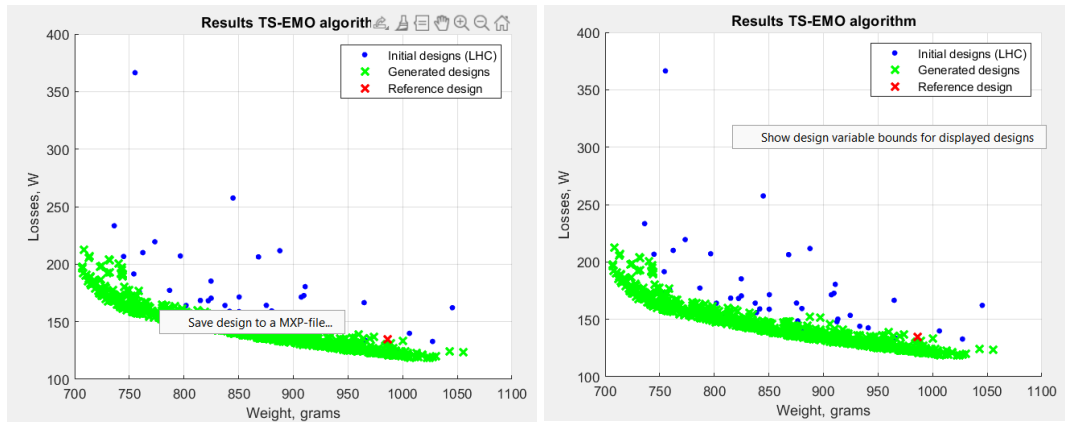 Results TS-EMO algorith
400
350
300
250
200
150
100
Losses, W
Initial designs (LHC)
Generated designs
Reference design
Save design to a MXP-file...
700 750 800 850 900 950 1000 1050 1100
Weight, grams
Results TS-EMO algorithm
400
350
300
250
200
150
100
Losses, W
Initial designs (LHC)
Generated designs
Reference design
Show design variable bounds for displayed designs
700 750 800 850 900 950 1000 1050 1100
Weight, grams